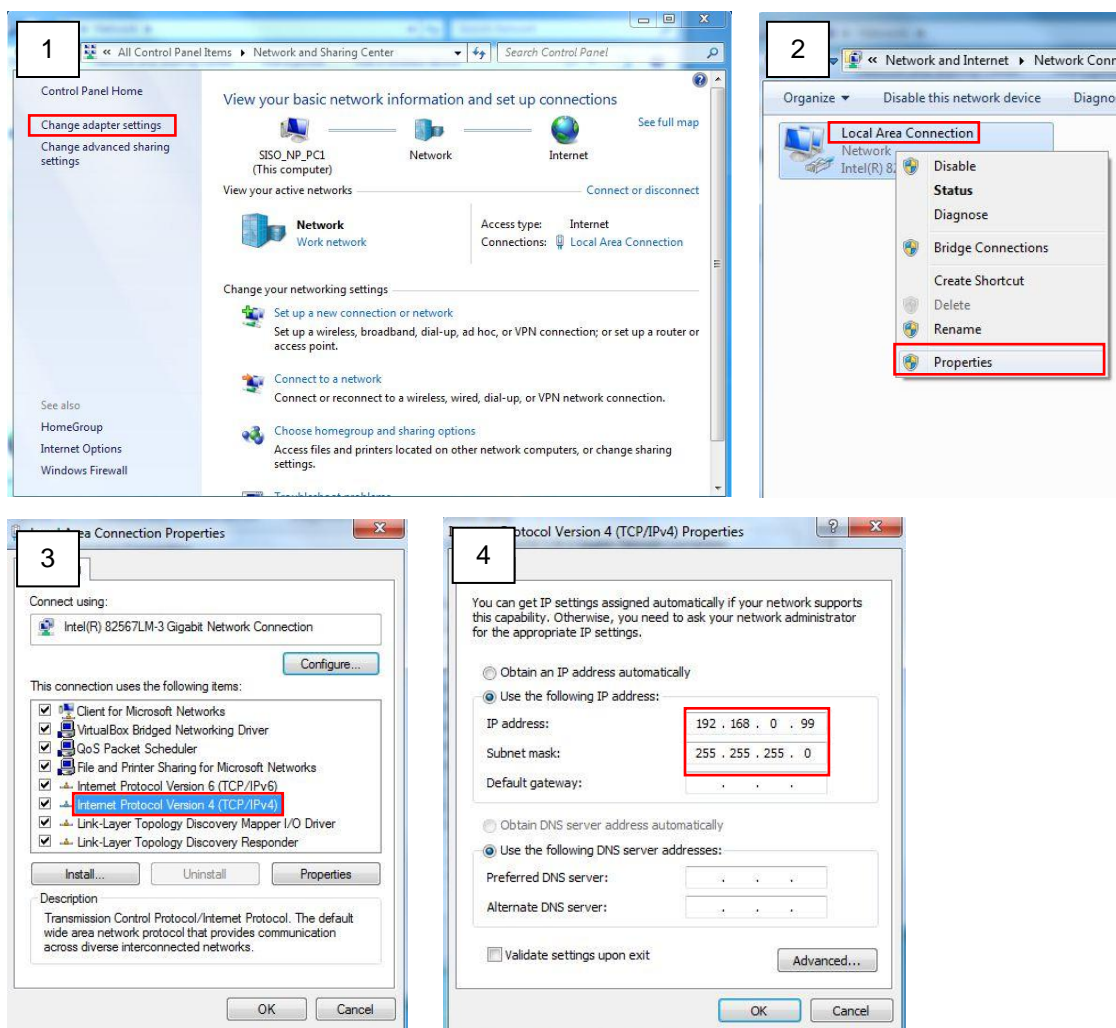 1
« All Control Panel Items ▸ Network and Sharing Center
Search Control Panel
Control Panel Home
Change adapter settings
Change advanced sharing
settings
See also
HomeGroup
Internet Options
Windows Firewall
View your basic network information and set up connections
See full map
SISO_NP_PC1
(This computer)
Network
Internet
View your active networks
Connect or disconnect
Network
Work network
Access type: Internet
Connections: Local Area Connection
Change your networking settings
Set up a new connection or network
Set up a wireless, broadband, dial-up, ad hoc, or VPN connection; or set up a router or
access point.
Connect to a network
Connect or reconnect to a wireless, wired, dial-up, or VPN network connection.
Choose homegroup and sharing options
Access files and printers located on other network computers, or change sharing
settings.
2
« Network and Internet ▸ Network Conn
Organize Disable this network device Diagno
Local Area Connection
Network
Intel(R) 82
Disable
Status
Diagnose
Bridge Connections
Create Shortcut
Delete
Rename
Properties
3
Area Connection Properties
Connect using:
Intel(R) 82567LM-3 Gigabit Network Connection
Configure...
This connection uses the following items:
Client for Microsoft Networks
VirtualBox Bridged Networking Driver
QoS Packet Scheduler
File and Printer Sharing for Microsoft Networks
Internet Protocol Version 6 (TCP/IPv6)
Internet Protocol Version 4 (TCP/IPv4)
Link-Layer Topology Discovery Mapper I/O Driver
Link-Layer Topology Discovery Responder
Install... Uninstall Properties
Description
Transmission Control Protocol/Internet Protocol. The default
wide area network protocol that provides communication
across diverse interconnected networks.
OK Cancel
4
otocol Version 4 (TCP/IPv4) Properties
You can get IP settings assigned automatically if your network supports
this capability. Otherwise, you need to ask your network administrator
for the appropriate IP settings.
Obtain an IP address automatically
Use the following IP address:
IP address: 192 . 168 . 0 . 99
Subnet mask: 255 . 255 . 255 . 0
Default gateway: . . .
Obtain DNS server address automatically
Use the following DNS server addresses:
Preferred DNS server: . . .
Alternate DNS server: . . .
Validate settings upon exit
Advanced...
OK Cancel